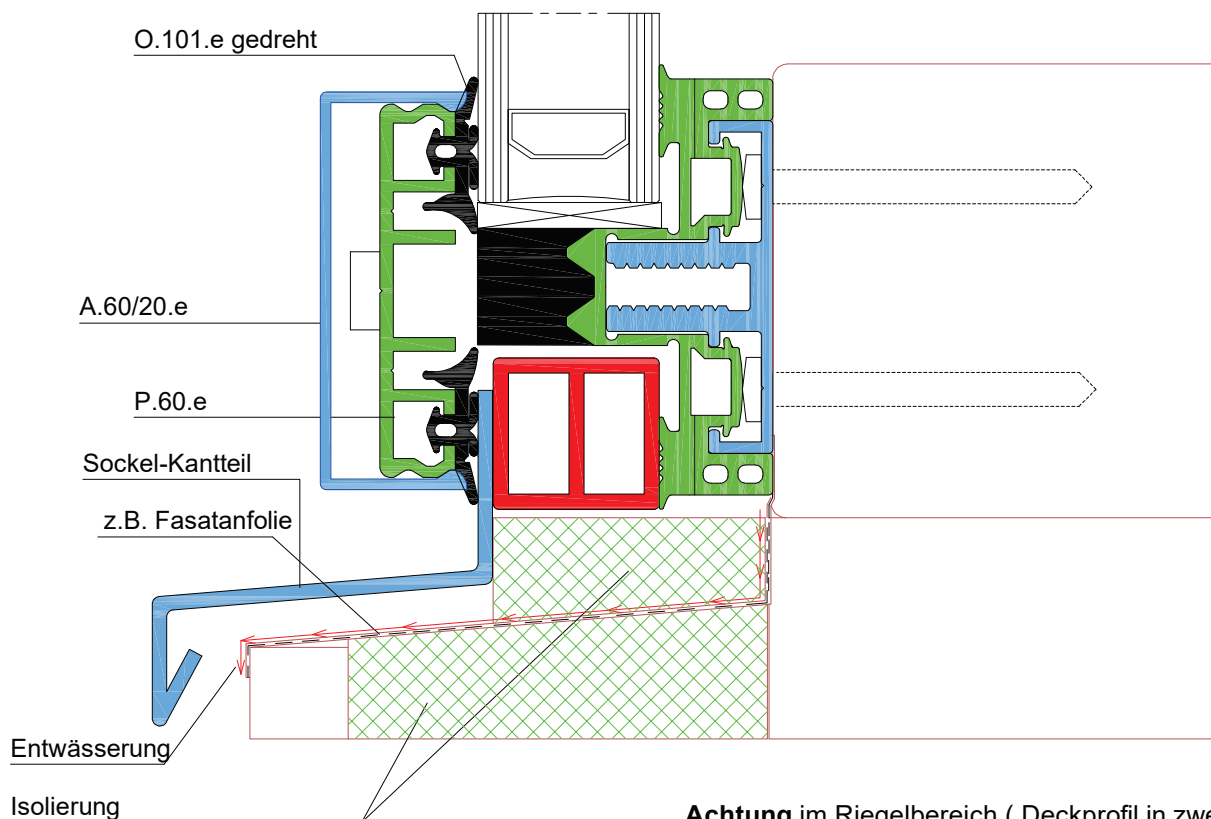 O.101.e gedreht
A.60/20.e
P.60.e
Sockel-Kantteil
z.B. Fasatanfolie
Entwässerung
Isolierung
Achtung im Riegelbereich ( Deckprofil in zwe